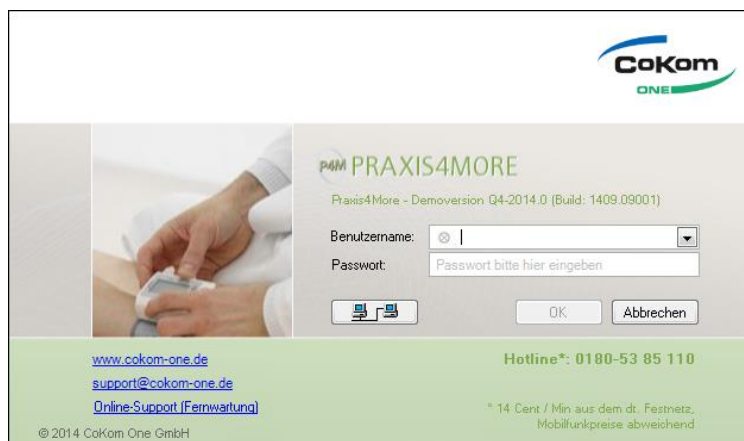 CoKom
ONE
P4M PRAXIS4MORE
Praxis4More - Demoversion Q4-2014.0 (Build: 1409.09001)
Benutzername:
Passwort: Passwort bitte hier eingeben
OK Abbrechen
www.cokom-one.de Hotline*: 0180-53 85 110
support@cokom-one.de
Online-Support (Fernwartung) * 14 Cent / Min aus dem dt. Festnetz,
Mobilfunkpreise abweichend
© 2014 CoKom One GmbH